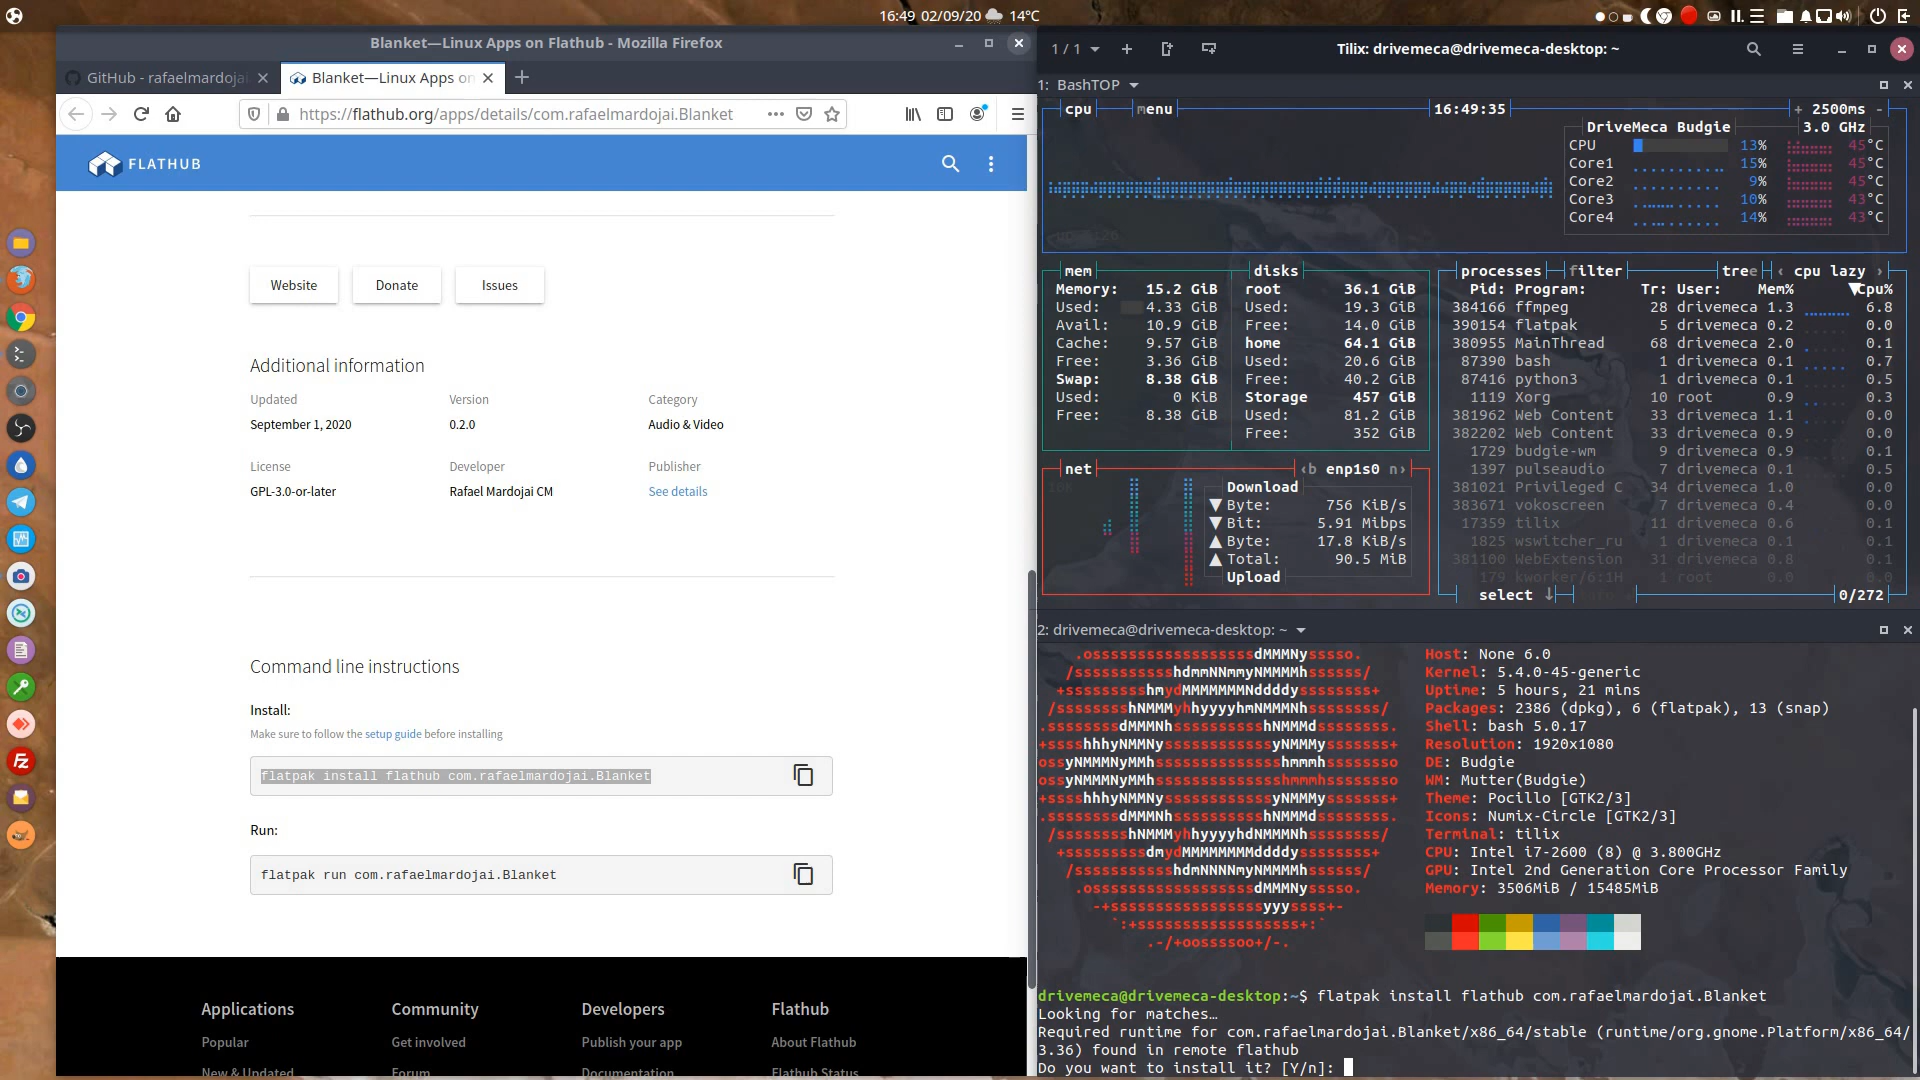 16:49 02/09/20 14°C
Blanket—Linux Apps on Flathub - Mozilla Firefox
GitHub - rafaelmardojai
Blanket—Linux Apps on
https://flathub.org/apps/details/com.rafaelmardojai.Blanket
FLATHUB
Website
Donate
Issues
Additional information
Updated
Version
Category
September 1, 2020
0.2.0
Audio & Video
License
Developer
Publisher
GPL-3.0-or-later
Rafael Mardojai CM
See details
Command line instructions
Install:
Make sure to follow the setup guide before installing
flatpak install flathub com.rafaelmardojai.Blanket
Run:
flatpak run com.rafaelmardojai.Blanket
Applications
Community
Developers
Flathub
Popular
Get involved
Publish your app
About Flathub
New & Updated
Forum
Documentation
Flathub Status
1 / 1
Tilix: drivemeca@drivemeca-desktop: ~
1: BashTOP
cpu menu 16:49:35 + 2500ms -
DriveMeca Budgie 3.0 GHz
CPU 13% 45°C
Core1 15% 45°C
Core2 9% 45°C
Core3 10% 43°C
Core4 14% 43°C
mem
Memory: 15.2 GiB
Used: 4.33 GiB
Avail: 10.9 GiB
Cache: 9.57 GiB
Free: 3.36 GiB
Swap: 8.38 GiB
Used: 0 KiB
Free: 8.38 GiB
disks
root 36.1 GiB
Used: 19.3 GiB
Free: 14.0 GiB
home 64.1 GiB
Used: 20.6 GiB
Free: 40.2 GiB
Storage 457 GiB
Used: 81.2 GiB
Free: 352 GiB
net ‹b enp1s0 n›
Download
▼ Byte: 756 KiB/s
▼ Bit: 5.91 Mibps
▲ Byte: 17.8 KiB/s
▲ Total: 90.5 MiB
Upload
processes filter tree ‹ cpu lazy ›
Pid: Program: Tr: User: Mem% ▼Cpu%
384166 ffmpeg 28 drivemeca 1.3 6.8
390154 flatpak 5 drivemeca 0.2 0.0
380955 MainThread 68 drivemeca 2.0 0.1
87390 bash 1 drivemeca 0.1 0.7
87416 python3 1 drivemeca 0.1 0.5
1119 Xorg 10 root 0.9 0.3
381962 Web Content 33 drivemeca 1.1 0.0
382202 Web Content 33 drivemeca 0.9 0.0
1729 budgie-wm 9 drivemeca 0.9 0.1
1397 pulseaudio 7 drivemeca 0.1 0.5
381021 Privileged C 34 drivemeca 1.0 0.0
383671 vokoscreen 7 drivemeca 0.4 0.0
17359 tilix 11 drivemeca 0.6 0.1
1825 wswitcher_ru 1 drivemeca 0.1 0.1
381100 WebExtension 31 drivemeca 0.8 0.1
179 kworker/6:1H 1 root 0.0 0.0
select ↓ 0/272
2: drivemeca@drivemeca-desktop: ~
Host: None 6.0
Kernel: 5.4.0-45-generic
Uptime: 5 hours, 21 mins
Packages: 2386 (dpkg), 6 (flatpak), 13 (snap)
Shell: bash 5.0.17
Resolution: 1920x1080
DE: Budgie
WM: Mutter(Budgie)
Theme: Pocillo [GTK2/3]
Icons: Numix-Circle [GTK2/3]
Terminal: tilix
CPU: Intel i7-2600 (8) @ 3.800GHz
GPU: Intel 2nd Generation Core Processor Family
Memory: 3506MiB / 15485MiB
drivemeca@drivemeca-desktop:~$ flatpak install flathub com.rafaelmardojai.Blanket
Looking for matches…
Required runtime for com.rafaelmardojai.Blanket/x86_64/stable (runtime/org.gnome.Platform/x86_64/
3.36) found in remote flathub
Do you want to install it? [Y/n]: